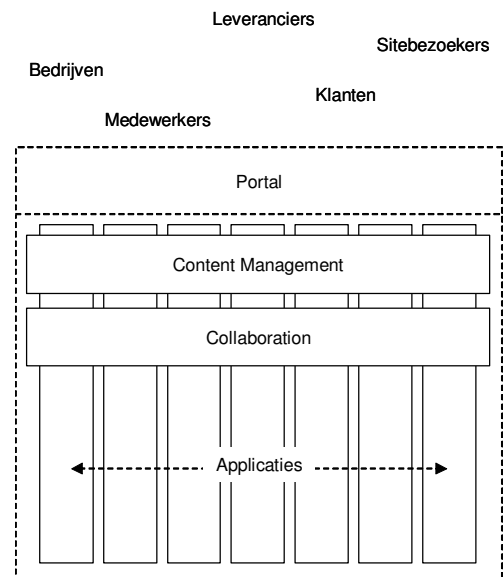 Leveranciers
Sitebezoekers
Bedrijven
Klanten
Medewerkers
Portal
Content Management
Collaboration
Applicaties